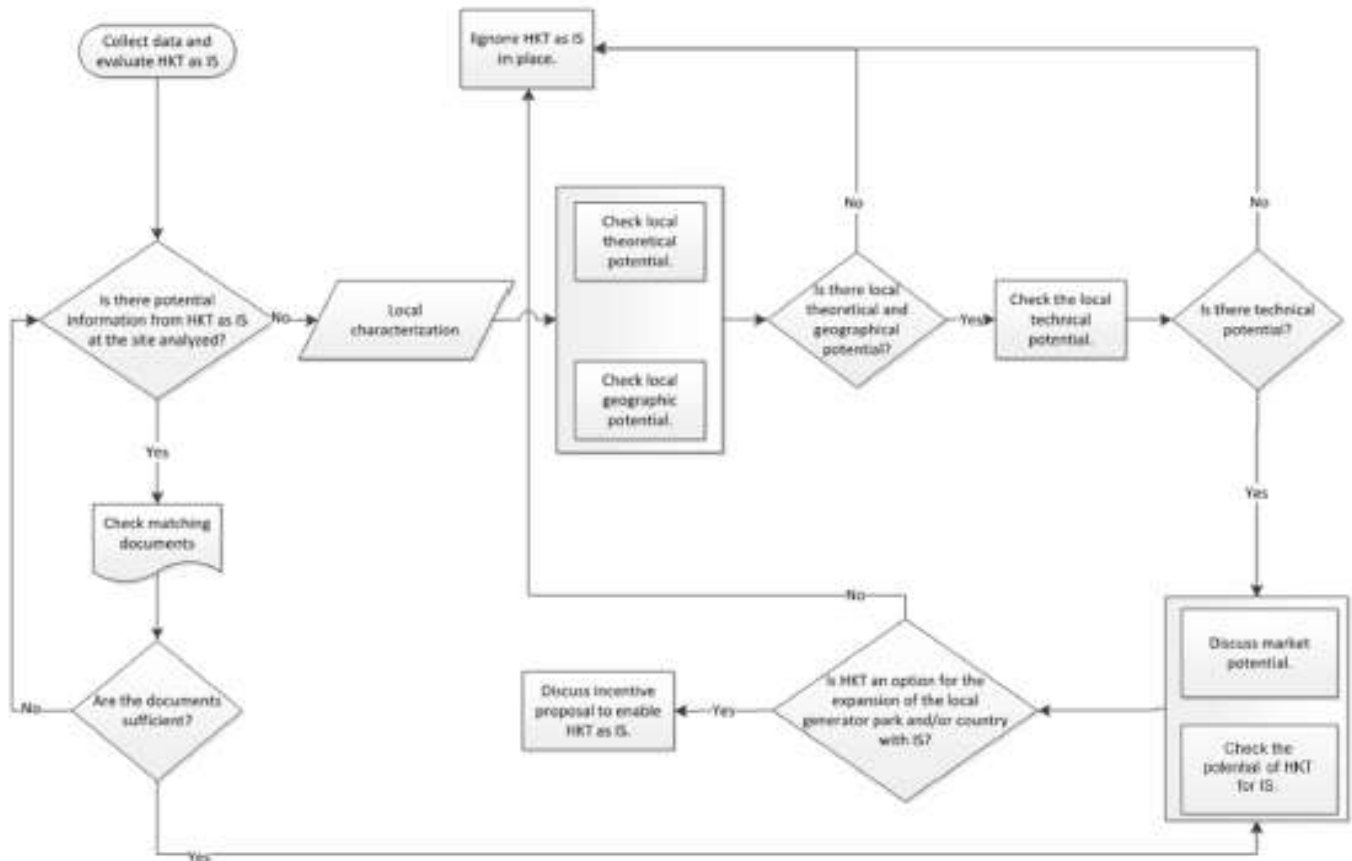 Collect data and
evaluate HKT as IS
Iignore HKT as IS
in place.
No
No
Check local
theoretical
potential.
Is there potential
information from HKT as IS
at the site analyzed?
No
Local
characterization
Is there local
theoretical and
geographical
potential?
Yes
Check the local
technical
potential.
Is there technical
potential?
Check local
geographic
potential.
Yes
Yes
Check matching
documents
No
Discuss market
potential.
Are the documents
sufficient?
No
Discuss incentive
proposal to enable
HKT as IS.
Yes
Is HKT an option for the
expansion of the local
generator park and/or country
with IS?
Check the
potential of HKT
for IS.
Yes